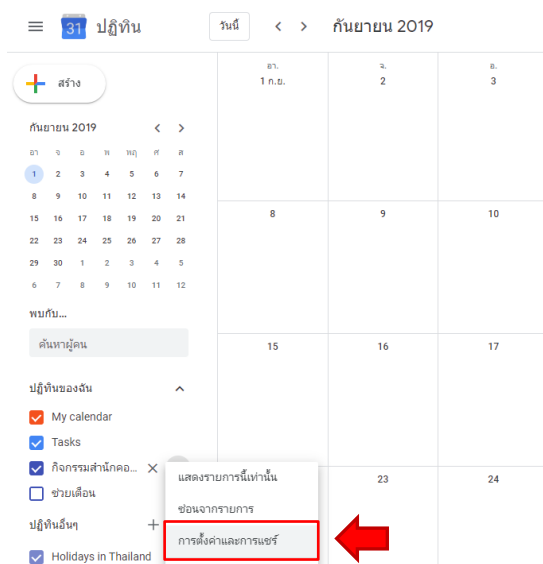 31 ปฏิทิน วันนี้ < > กันยายน 2019
สร้าง
อา. จ. อ.
1 ก.ย. 2 3
กันยายน 2019 < >
อา จ อ พ พฤ ศ ส
1 2 3 4 5 6 7
8 9 10 11 12 13 14
15 16 17 18 19 20 21
22 23 24 25 26 27 28
29 30 1 2 3 4 5
6 7 8 9 10 11 12
8 9 10
พบกับ...
ค้นหาผู้คน
15 16 17
ปฏิทินของฉัน
My calendar
Tasks
กิจกรรมสำนักคอ...
ช่วยเตือน
ปฏิทินอื่นๆ
Holidays in Thailand
แสดงรายการนี้เท่านั้น
ซ่อนจากรายการ
การตั้งค่าและการแชร์
23 24